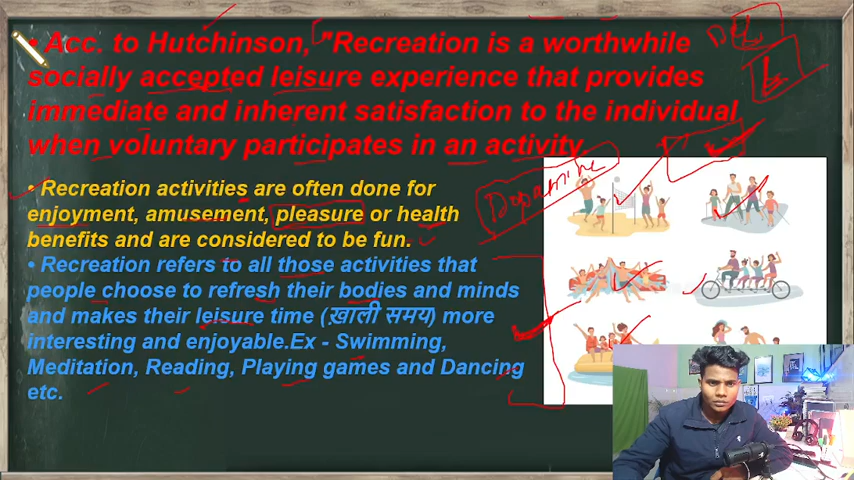 • Acc. to Hutchinson, "Recreation is a worthwhile
socially accepted leisure experience that provides
immediate and inherent satisfaction to the individual
when voluntary participates in an activity.
Dopamine
• Recreation activities are often done for
enjoyment, amusement, pleasure or health
benefits and are considered to be fun.
• Recreation refers to all those activities that
people choose to refresh their bodies and minds
and makes their leisure time (ख़ाली समय) more
interesting and enjoyable.Ex - Swimming,
Meditation, Reading, Playing games and Dancing
etc.